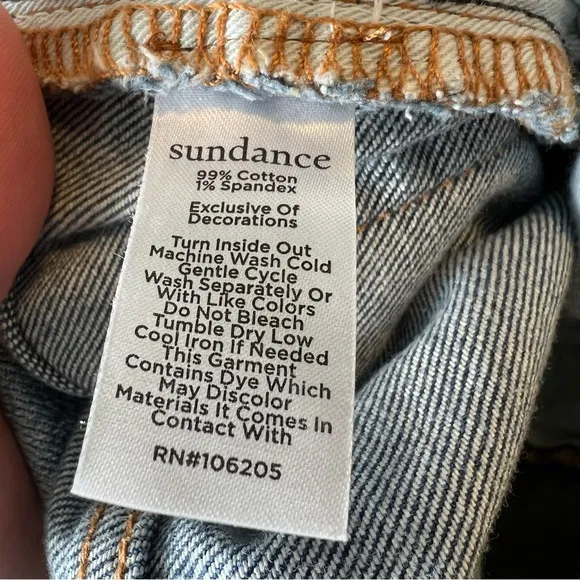 sundance
99% Cotton
1% Spandex
Exclusive Of
Decorations
Turn Inside Out
Machine Wash Cold
Gentle Cycle
Wash Separately Or
With Like Colors
Do Not Bleach
Tumble Dry Low
Cool Iron If Needed
This Garment
Contains Dye Which
May Discolor
Materials It Comes In
Contact With
RN#106205